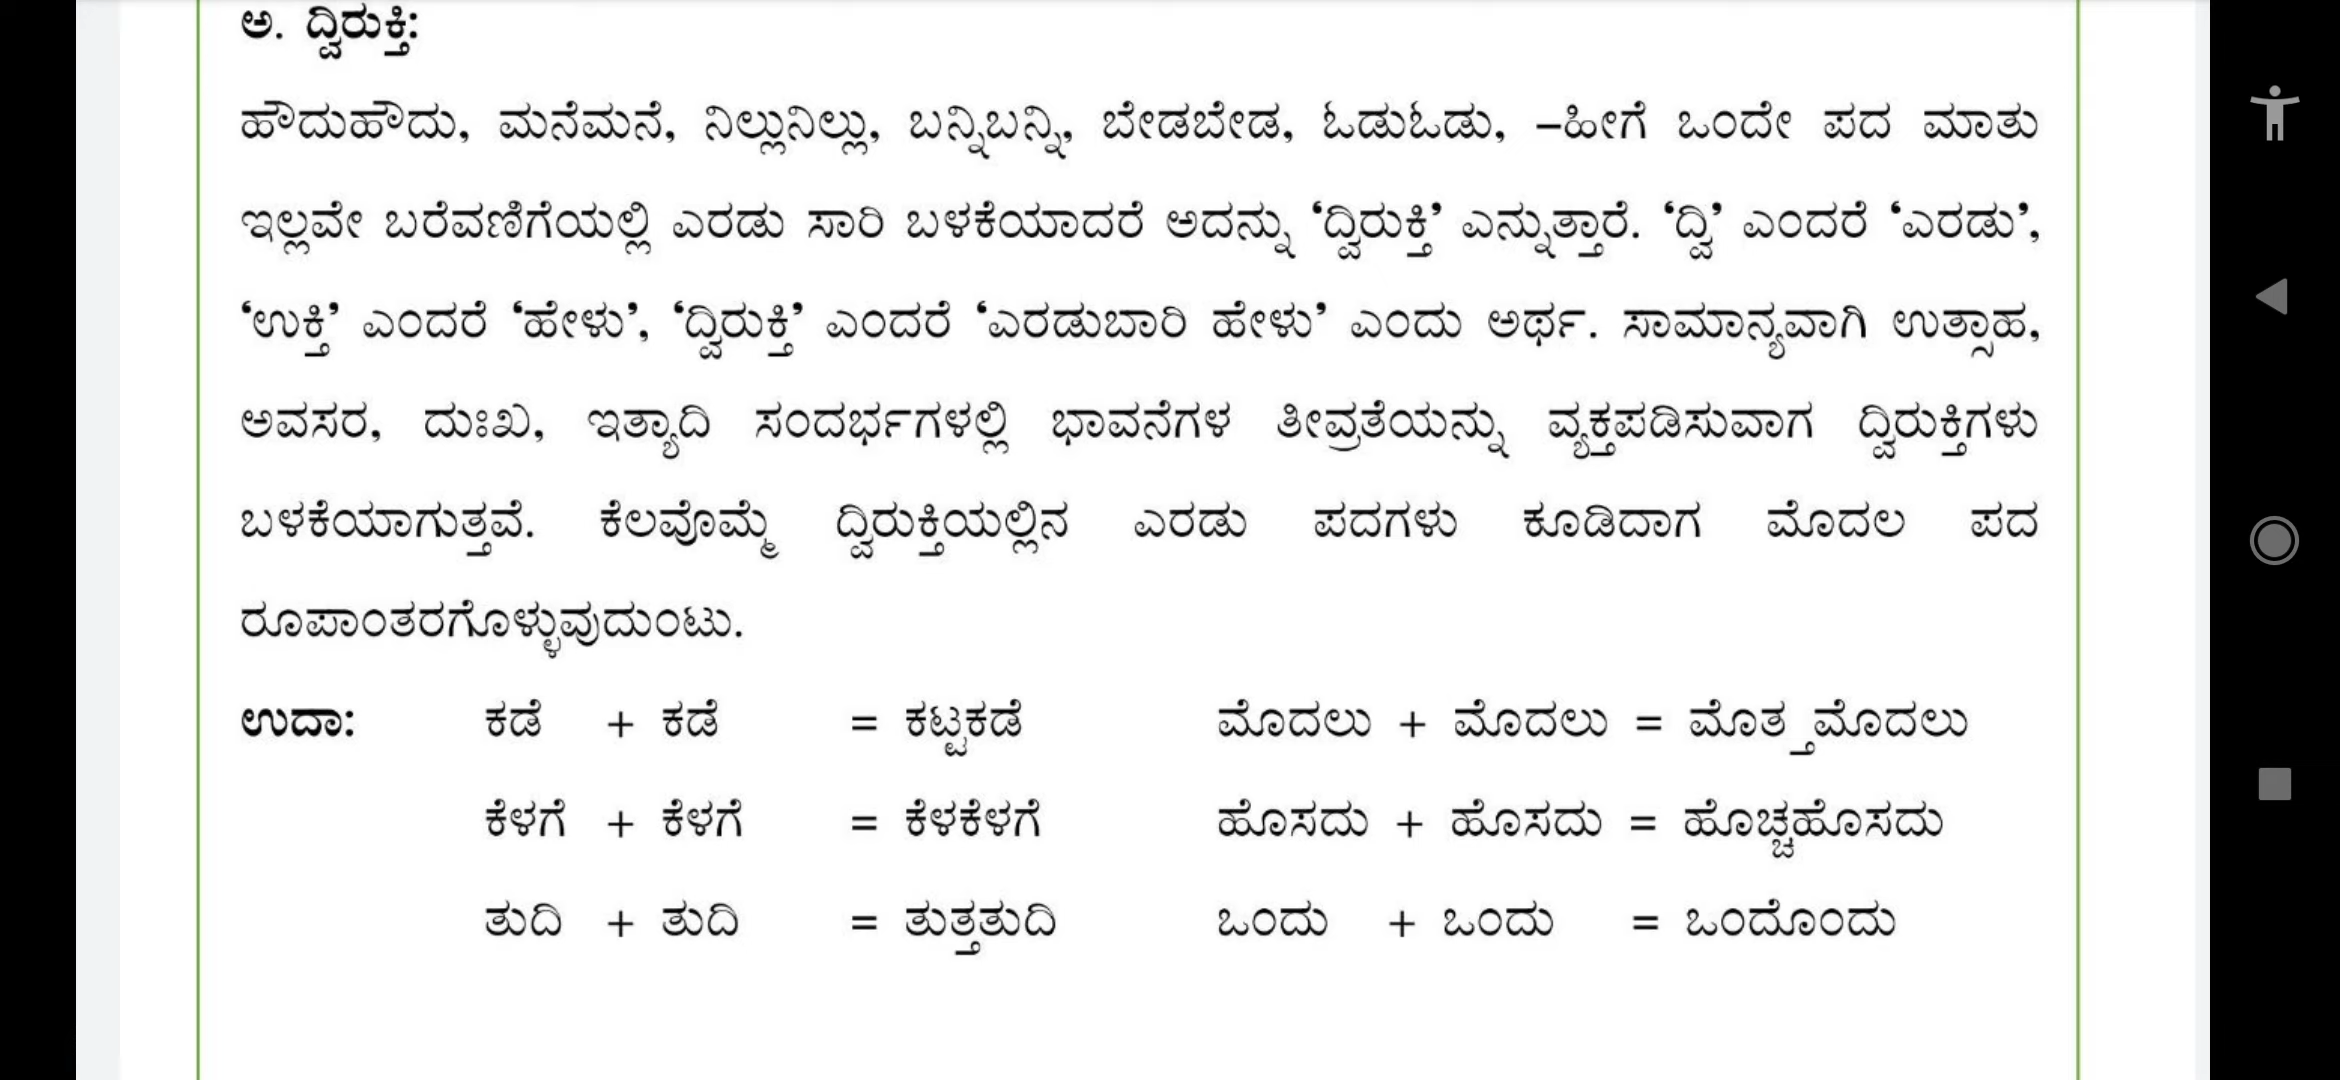 ಅ. ದ್ವಿರುಕ್ತಿ:
ಹೌದುಹೌದು, ಮನೆಮನೆ, ನಿಲ್ಲುನಿಲ್ಲು, ಬನ್ನಿಬನ್ನಿ, ಬೇಡಬೇಡ, ಓಡುಓಡು, –ಹೀಗೆ ಒಂದೇ ಪದ ಮಾತು
ಇಲ್ಲವೇ ಬರೆವಣಿಗೆಯಲ್ಲಿ ಎರಡು ಸಾರಿ ಬಳಕೆಯಾದರೆ ಅದನ್ನು ‘ದ್ವಿರುಕ್ತಿ’ ಎನ್ನುತ್ತಾರೆ. ‘ದ್ವಿ’ ಎಂದರೆ ‘ಎರಡು’,
‘ಉಕ್ತಿ’ ಎಂದರೆ ‘ಹೇಳು’, ‘ದ್ವಿರುಕ್ತಿ’ ಎಂದರೆ ‘ಎರಡುಬಾರಿ ಹೇಳು’ ಎಂದು ಅರ್ಥ. ಸಾಮಾನ್ಯವಾಗಿ ಉತ್ಸಾಹ,
ಅವಸರ, ದುಃಖ, ಇತ್ಯಾದಿ ಸಂದರ್ಭಗಳಲ್ಲಿ ಭಾವನೆಗಳ ತೀವ್ರತೆಯನ್ನು ವ್ಯಕ್ತಪಡಿಸುವಾಗ ದ್ವಿರುಕ್ತಿಗಳು
ಬಳಕೆಯಾಗುತ್ತವೆ. ಕೆಲವೊಮ್ಮೆ ದ್ವಿರುಕ್ತಿಯಲ್ಲಿನ ಎರಡು ಪದಗಳು ಕೂಡಿದಾಗ ಮೊದಲ ಪದ
ರೂಪಾಂತರಗೊಳ್ಳುವುದುಂಟು.
ಉದಾ: ಕಡೆ + ಕಡೆ = ಕಟ್ಟಕಡೆ ಮೊದಲು + ಮೊದಲು = ಮೊತ್ತಮೊದಲು
ಕೆಳಗೆ + ಕೆಳಗೆ = ಕೆಳಕೆಳಗೆ ಹೊಸದು + ಹೊಸದು = ಹೊಚ್ಚಹೊಸದು
ತುದಿ + ತುದಿ = ತುತ್ತತುದಿ ಒಂದು + ಒಂದು = ಒಂದೊಂದು